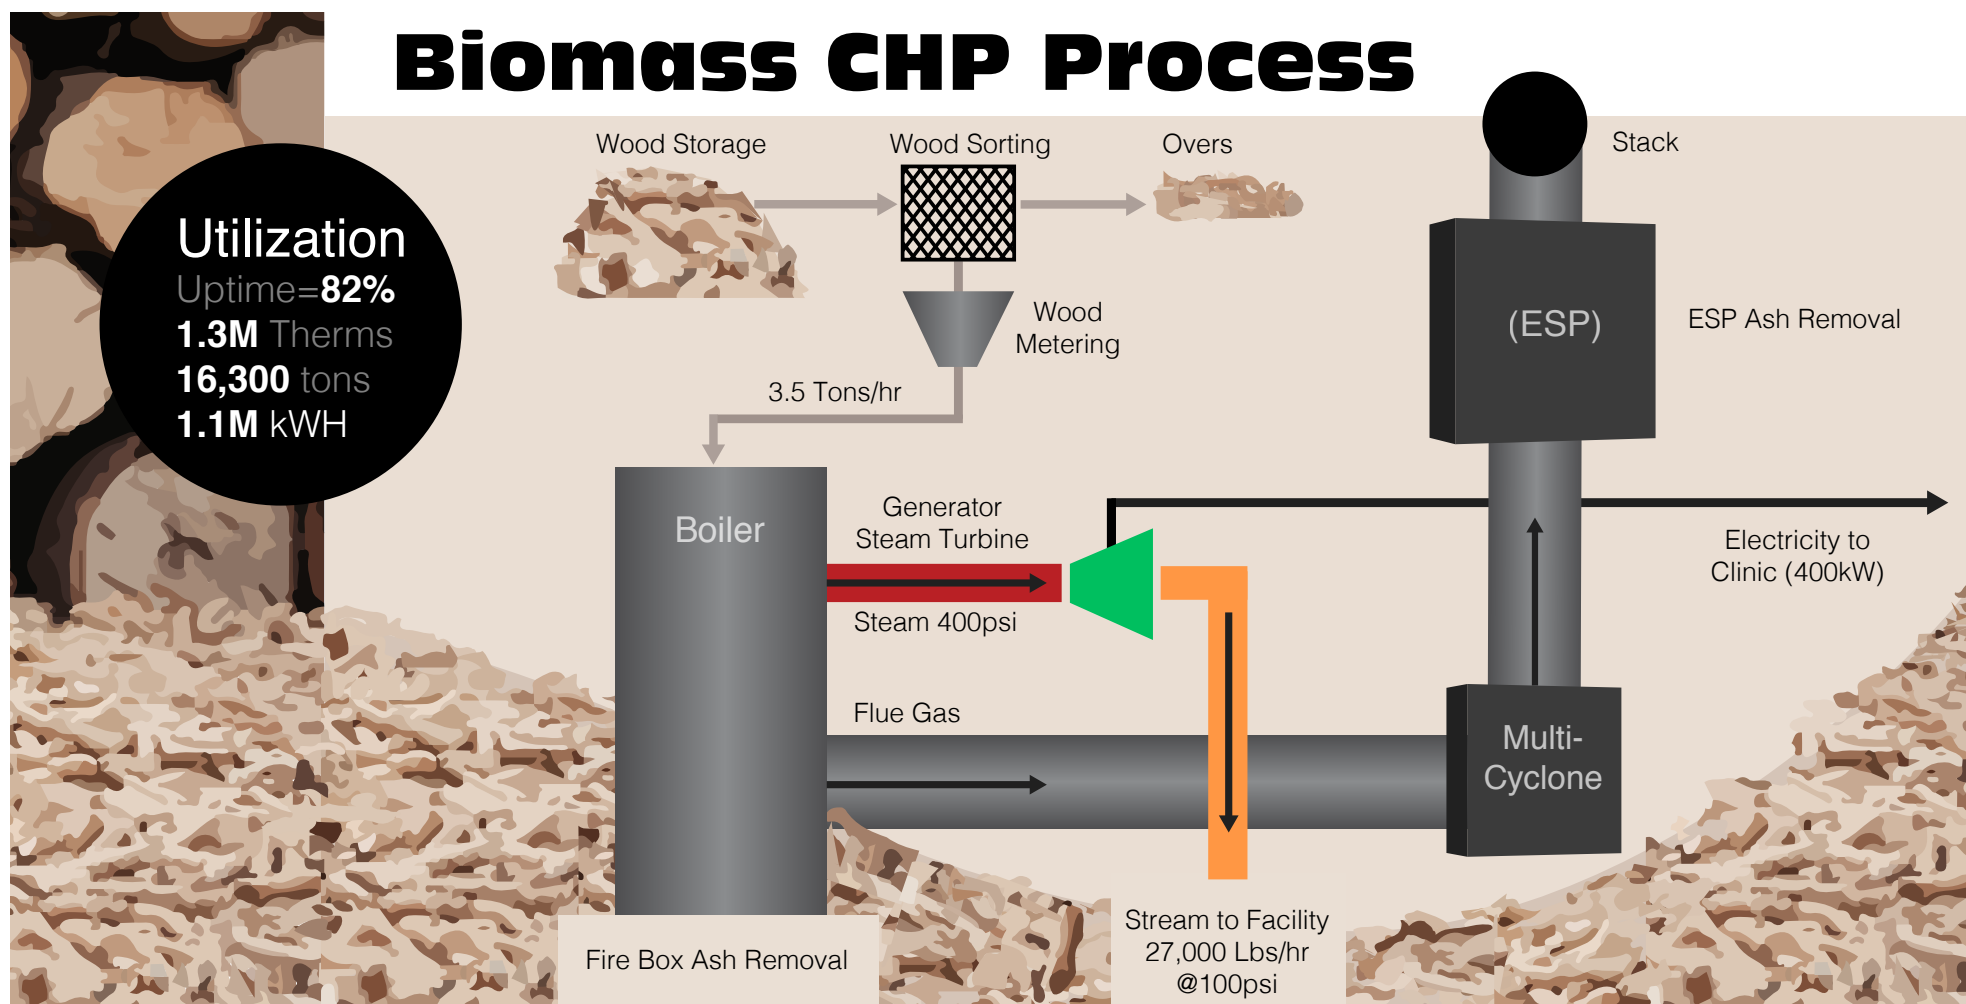 Biomass CHP Process
Utilization
Uptime=82%
1.3M Therms
16,300 tons
1.1M kWH
Wood Storage
Wood Sorting
Overs
Stack
Wood
Metering
(ESP)
ESP Ash Removal
3.5 Tons/hr
Boiler
Generator
Steam Turbine
Steam 400psi
Electricity to
Clinic (400kW)
Flue Gas
Multi-
Cyclone
Fire Box Ash Removal
Stream to Facility
27,000 Lbs/hr
@100psi